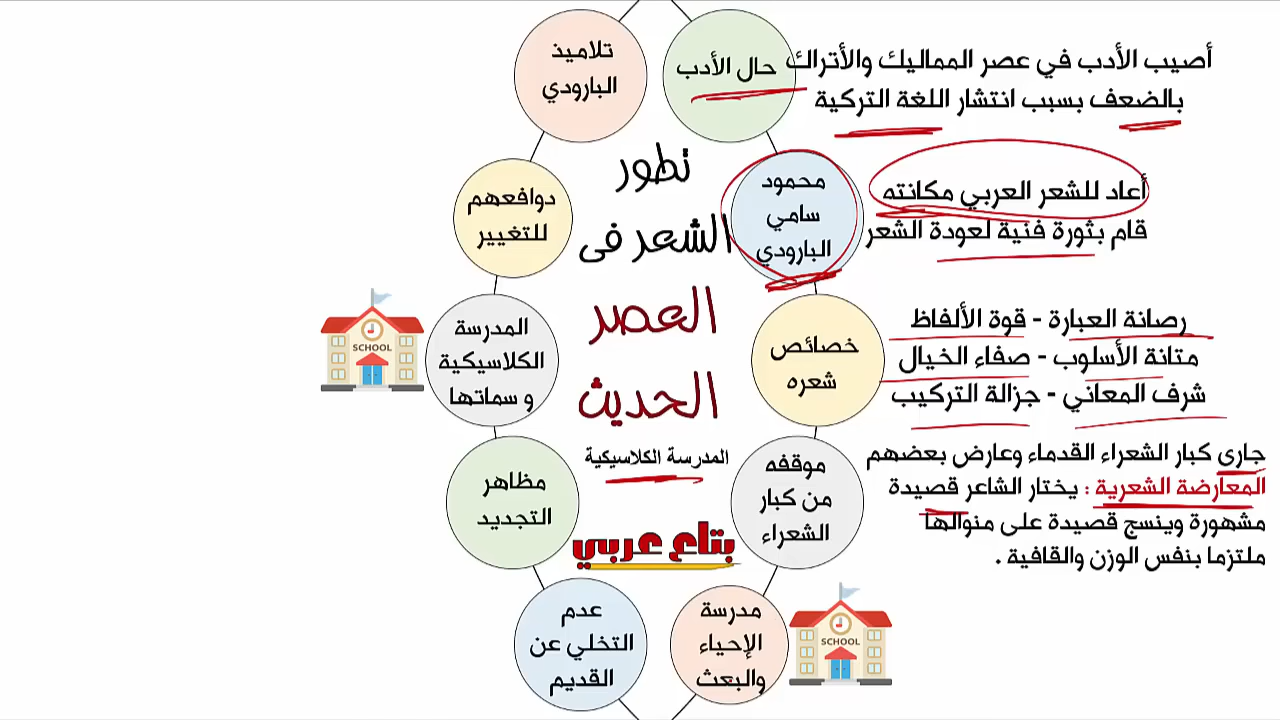 تطور
الشعر في
العصر
الحديث
المدرسة الكلاسيكية
بتاع عربي
حال الأدب
أصيب الأدب في عصر المماليك والأتراك
بالضعف بسبب انتشار اللغة التركية
محمود
سامي
البارودي
أعاد للشعر العربي مكانته
قام بثورة فنية لعودة الشعر
خصائص
شعره
رصانة العبارة - قوة الألفاظ
متانة الأسلوب - صفاء الخيال
شرف المعاني - جزالة التركيب
موقفه
من كبار
الشعراء
جارى كبار الشعراء القدماء وعارض بعضهم
المعارضة الشعرية : يختار الشاعر قصيدة
مشهورة وينسج قصيدة على منوالها
ملتزما بنفس الوزن والقافية .
مدرسة
الإحياء
والبعث
SCHOOL
عدم
التخلي عن
القديم
مظاهر
التجديد
المدرسة
الكلاسيكية
و سماتها
SCHOOL
دوافعهم
للتغيير
تلاميذ
البارودي